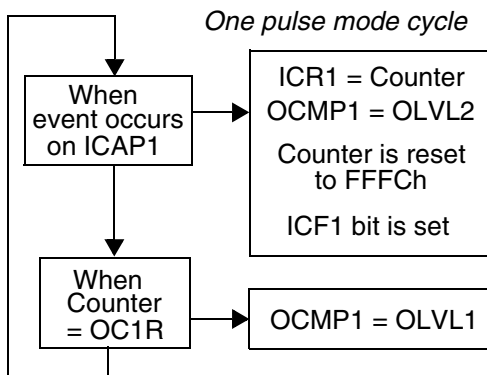 One pulse mode cycle
When
event occurs
on ICAP1
ICR1 = Counter
OCMP1 = OLVL2
Counter is reset
to FFFCh
ICF1 bit is set
When
Counter
= OC1R
OCMP1 = OLVL1